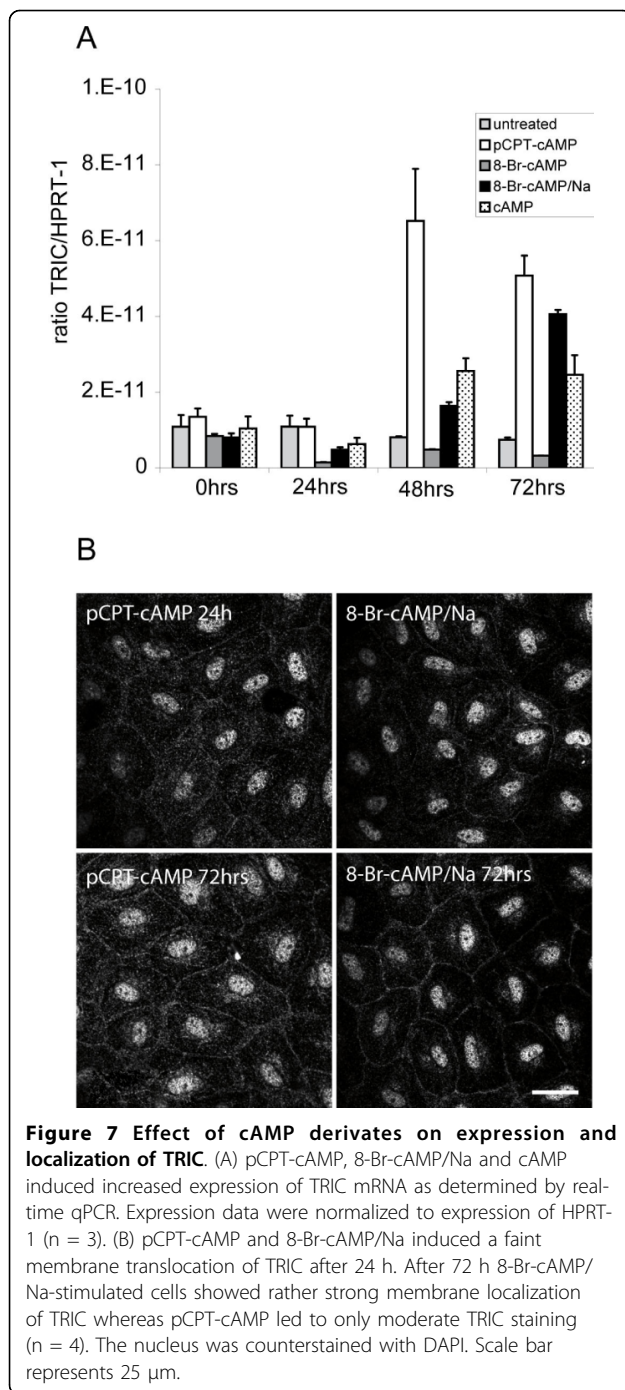 A
1.E-10
8.E-11
6.E-11
4.E-11
2.E-11
0
ratio TRIC/HPRT-1
untreated
pCPT-cAMP
8-Br-cAMP
8-Br-cAMP/Na
cAMP
0hrs 24hrs 48hrs 72hrs
B
pCPT-cAMP 24h
8-Br-cAMP/Na
pCPT-cAMP 72hrs
8-Br-cAMP/Na 72hrs
Figure 7 Effect of cAMP derivates on expression and
localization of TRIC. (A) pCPT-cAMP, 8-Br-cAMP/Na and cAMP
induced increased expression of TRIC mRNA as determined by real-
time qPCR. Expression data were normalized to expression of HPRT-
1 (n = 3). (B) pCPT-cAMP and 8-Br-cAMP/Na induced a faint
membrane translocation of TRIC after 24 h. After 72 h 8-Br-cAMP/
Na-stimulated cells showed rather strong membrane localization
of TRIC whereas pCPT-cAMP led to only moderate TRIC staining
(n = 4). The nucleus was counterstained with DAPI. Scale bar
represents 25 μm.